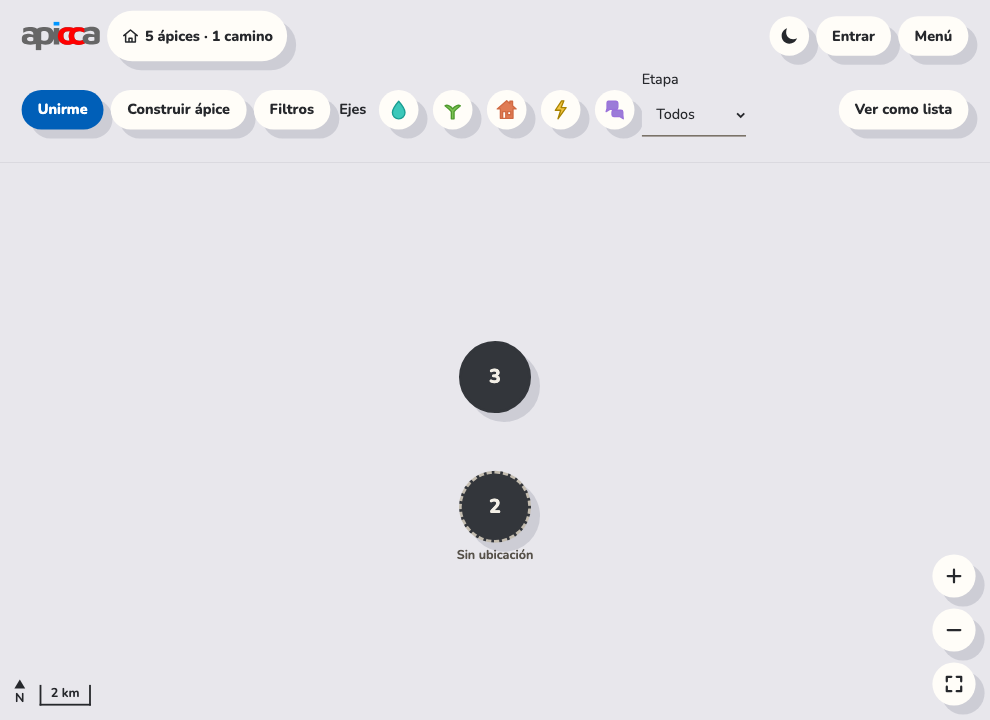 apicca
5 ápices · 1 camino
Entrar
Menú
Unirme
Construir ápice
Filtros
Ejes
Etapa
Todos
Ver como lista
3
2
Sin ubicación
N
2 km